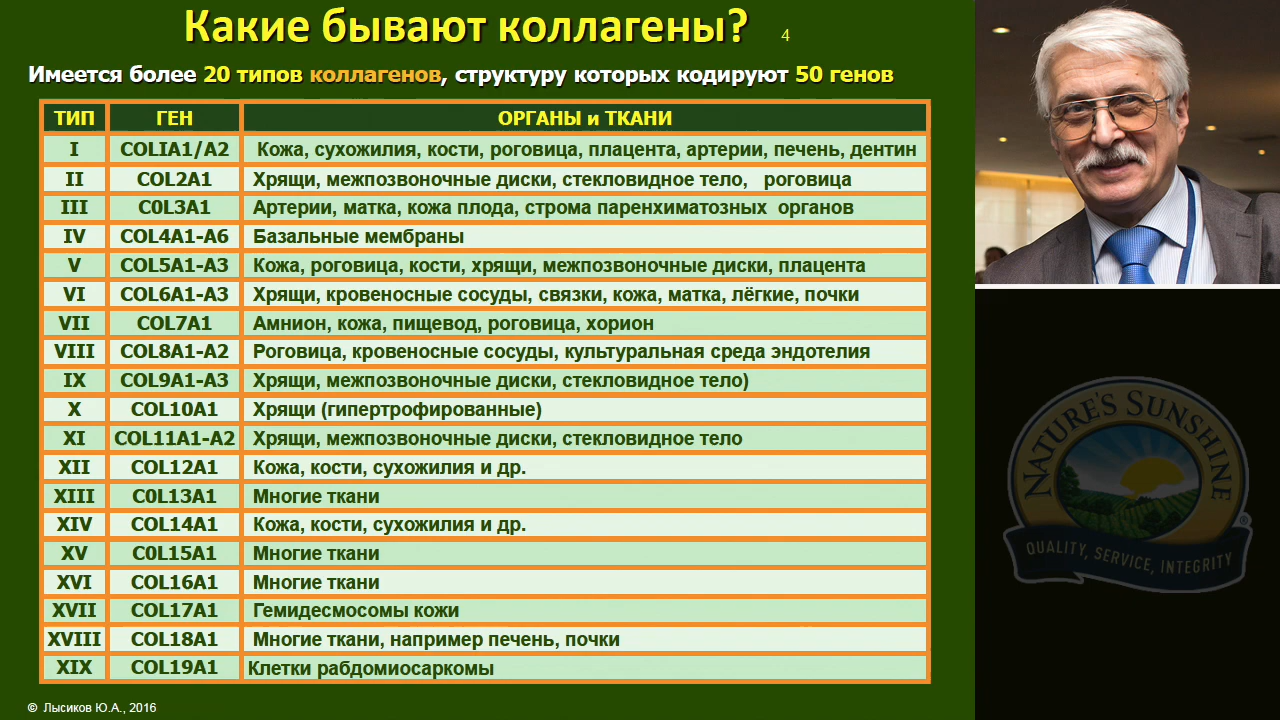 Какие бывают коллагены? 4
Имеется более 20 типов коллагенов, структуру которых кодируют 50 генов
ТИП ГЕН ОРГАНЫ и ТКАНИ
I COLIA1/A2 Кожа, сухожилия, кости, роговица, плацента, артерии, печень, дентин
II COL2A1 Хрящи, межпозвоночные диски, стекловидное тело, роговица
III C0L3A1 Артерии, матка, кожа плода, строма паренхиматозных органов
IV COL4A1-A6 Базальные мембраны
V COL5A1-A3 Кожа, роговица, кости, хрящи, межпозвоночные диски, плацента
VI COL6A1-A3 Хрящи, кровеносные сосуды, связки, кожа, матка, лёгкие, почки
VII COL7A1 Амнион, кожа, пищевод, роговица, хорион
VIII COL8A1-A2 Роговица, кровеносные сосуды, культуральная среда эндотелия
IX COL9A1-A3 Хрящи, межпозвоночные диски, стекловидное тело)
X COL10A1 Хрящи (гипертрофированные)
XI COL11A1-A2 Хрящи, межпозвоночные диски, стекловидное тело
XII COL12A1 Кожа, кости, сухожилия и др.
XIII C0L13A1 Многие ткани
XIV COL14A1 Кожа, кости, сухожилия и др.
XV C0L15A1 Многие ткани
XVI COL16A1 Многие ткани
XVII COL17A1 Гемидесмосомы кожи
XVIII COL18A1 Многие ткани, например печень, почки
XIX COL19A1 Клетки рабдомиосаркомы
© Лысиков Ю.А., 2016
NATURE'S SUNSHINE
®
QUALITY, SERVICE, INTEGRITY